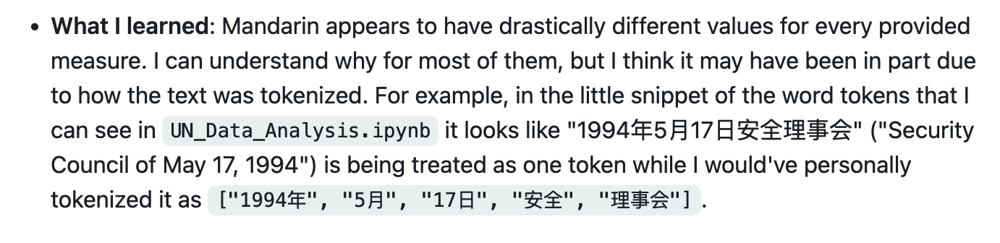 • What I learned: Mandarin appears to have drastically different values for every provided
measure. I can understand why for most of them, but I think it may have been in part due
to how the text was tokenized. For example, in the little snippet of the word tokens that I
can see in UN_Data_Analysis.ipynb it looks like "1994年5月17日安全理事会" ("Security
Council of May 17, 1994") is being treated as one token while I would've personally
tokenized it as ["1994年", "5月", "17日", "安全", "理事会"].